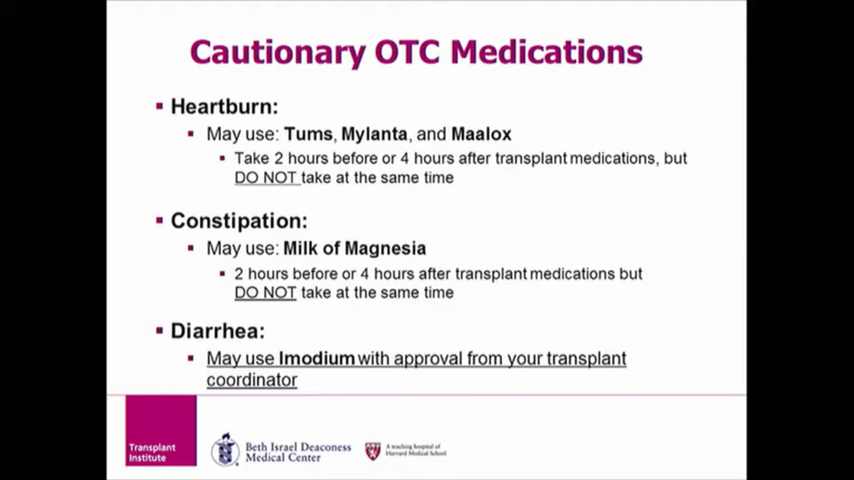 Cautionary OTC Medications
Heartburn:
May use: Tums, Mylanta, and Maalox
Take 2 hours before or 4 hours after transplant medications, but
DO NOT take at the same time
Constipation:
May use: Milk of Magnesia
2 hours before or 4 hours after transplant medications but
DO NOT take at the same time
Diarrhea:
May use Imodium with approval from your transplant
coordinator
Transplant
Institute
Beth Israel Deaconess
Medical Center
A teaching hospital of
Harvard Medical School